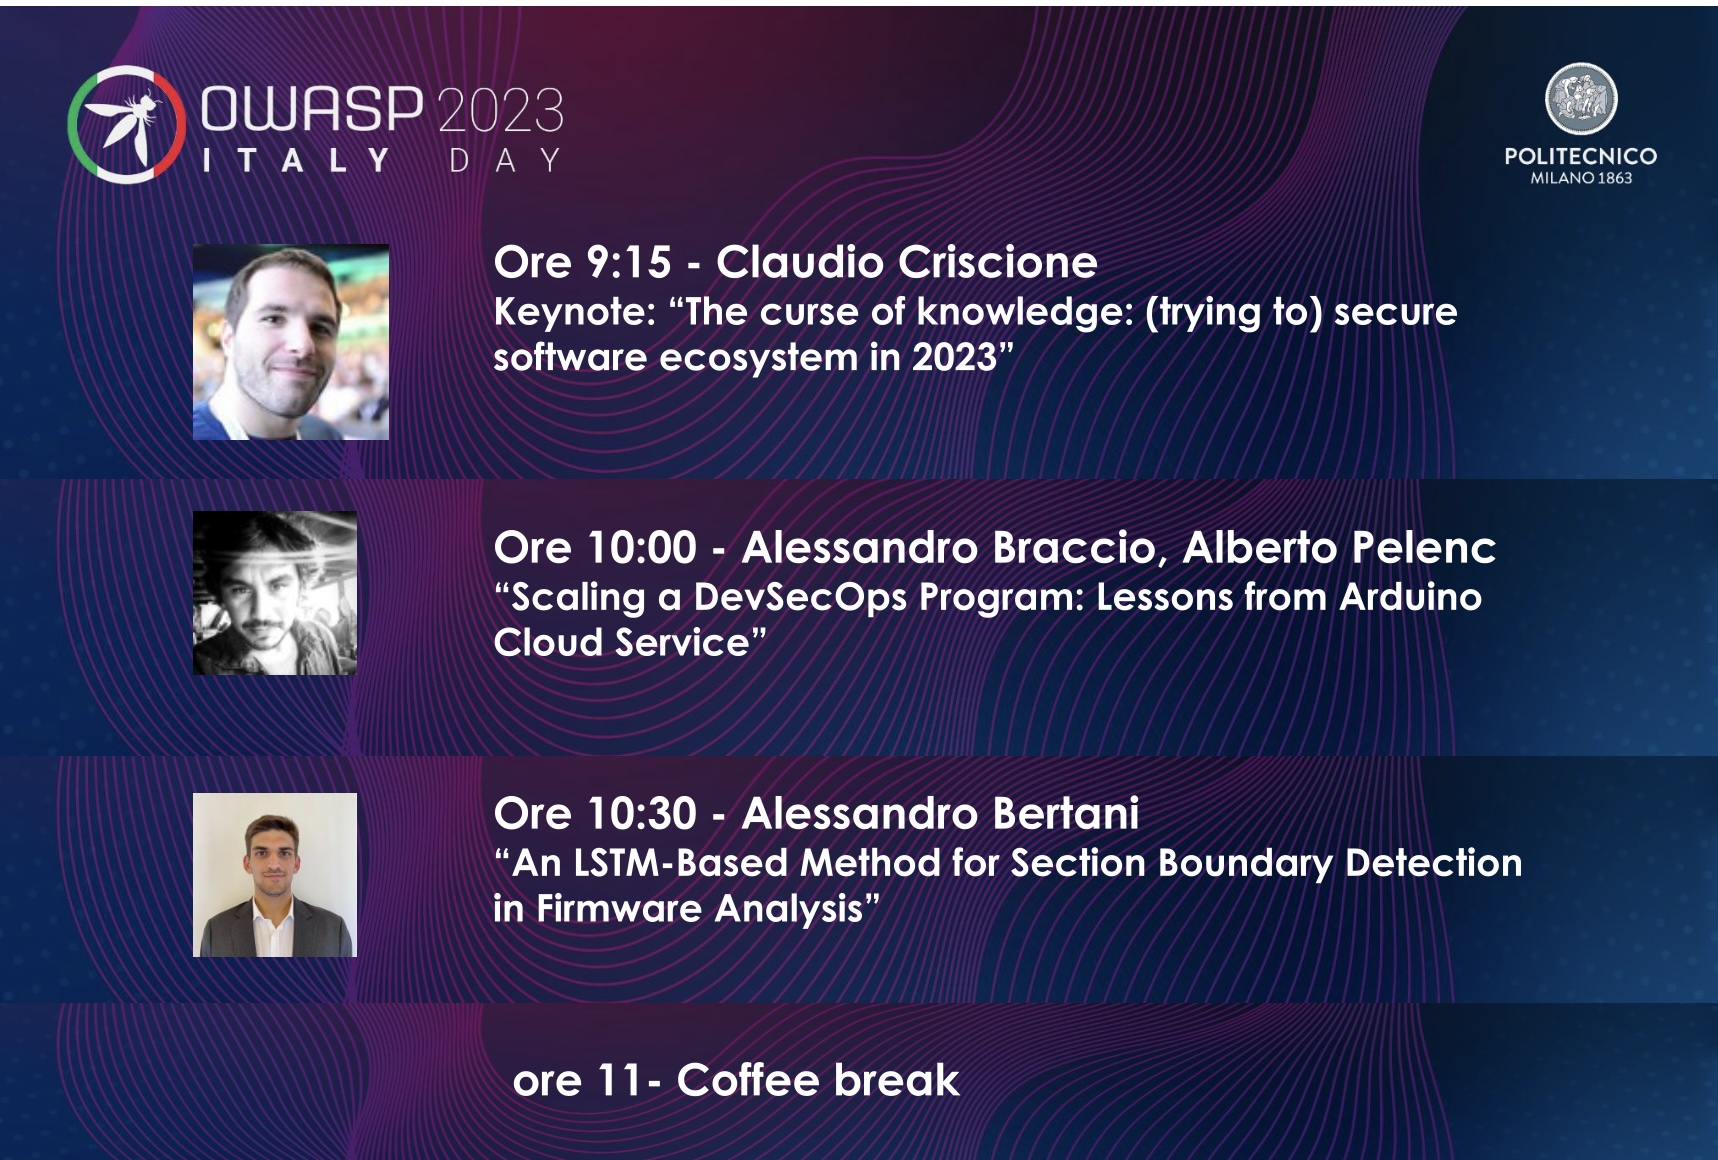 OWASP 2023
ITALY DAY
POLITECNICO
MILANO 1863
Ore 9:15 - Claudio Criscione
Keynote: “The curse of knowledge: (trying to) secure
software ecosystem in 2023”
Ore 10:00 - Alessandro Braccio, Alberto Pelenc
“Scaling a DevSecOps Program: Lessons from Arduino
Cloud Service”
Ore 10:30 - Alessandro Bertani
“An LSTM-Based Method for Section Boundary Detection
in Firmware Analysis”
ore 11- Coffee break